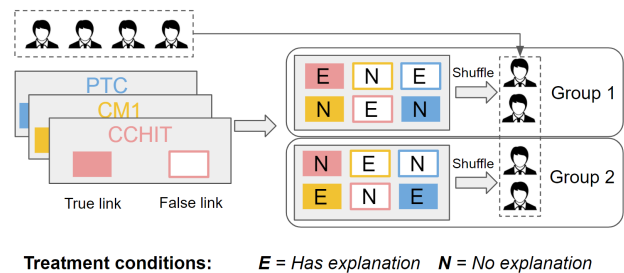 PTC
CM1
CCHIT
True link False link
E N E
N E N
Shuffle
Group 1
N E N
E N E
Shuffle
Group 2
Treatment conditions: E = Has explanation N = No explanation